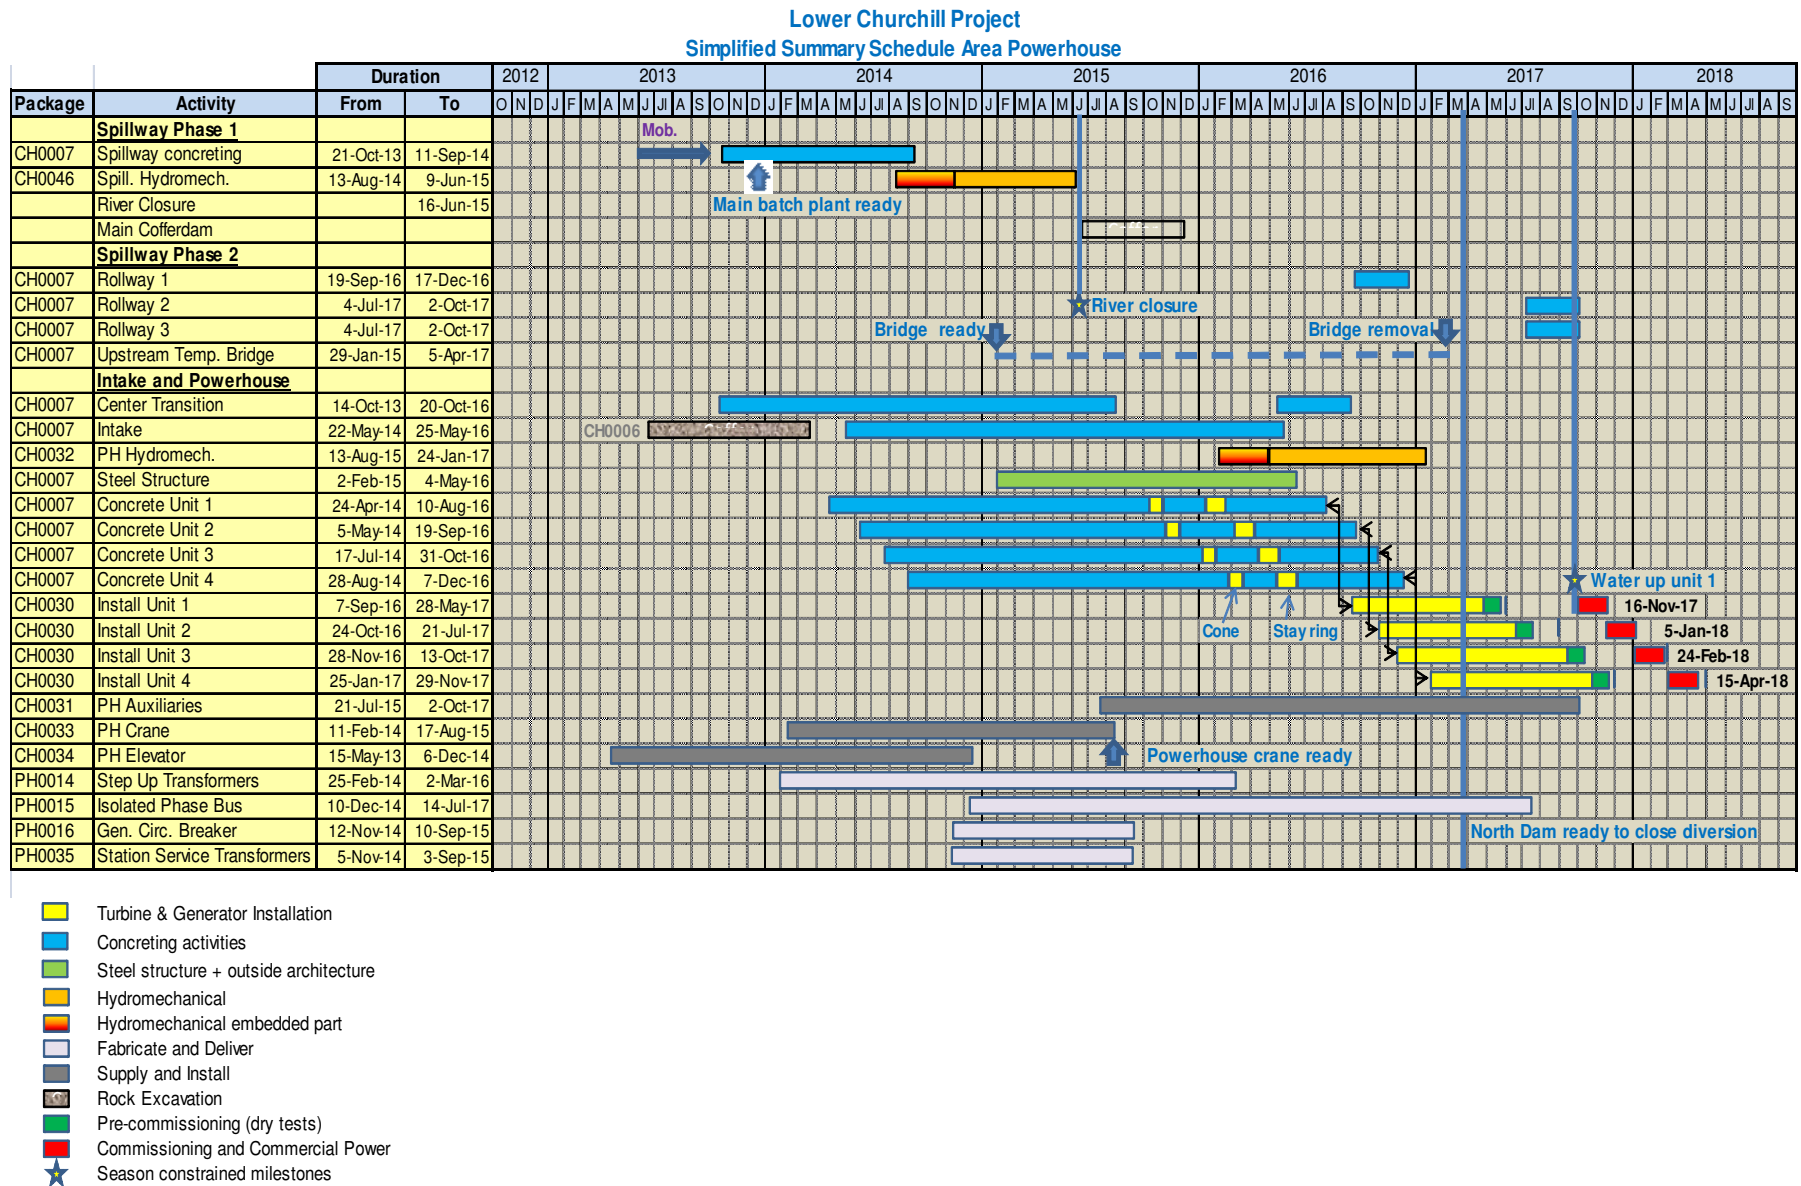 Lower Churchill Project
Simplified Summary Schedule Area Powerhouse
Duration 2012 2013 2014 2015 2016 2017 2018
Package Activity From To O N D J F M A M J Jl A S O N D J F M A M J Jl A S O N D J F M A M J Jl A S O N D J F M A M J Jl A S O N D J F M A M J Jl A S O N D J F M A M J Jl A S
Spillway Phase 1 Mob.
CH0007 Spillway concreting 21-Oct-13 11-Sep-14
CH0046 Spill. Hydromech. 13-Aug-14 9-Jun-15
River Closure 16-Jun-15 Main batch plant ready
Main Cofferdam
Spillway Phase 2
CH0007 Rollway 1 19-Sep-16 17-Dec-16
CH0007 Rollway 2 4-Jul-17 2-Oct-17 River closure
CH0007 Rollway 3 4-Jul-17 2-Oct-17 Bridge ready Bridge removal
CH0007 Upstream Temp. Bridge 29-Jan-15 5-Apr-17
Intake and Powerhouse
CH0007 Center Transition 14-Oct-13 20-Oct-16
CH0007 Intake 22-May-14 25-May-16 CH0006
CH0032 PH Hydromech. 13-Aug-15 24-Jan-17
CH0007 Steel Structure 2-Feb-15 4-May-16
CH0007 Concrete Unit 1 24-Apr-14 10-Aug-16
CH0007 Concrete Unit 2 5-May-14 19-Sep-16
CH0007 Concrete Unit 3 17-Jul-14 31-Oct-16
CH0007 Concrete Unit 4 28-Aug-14 7-Dec-16 Water up unit 1
CH0030 Install Unit 1 7-Sep-16 28-May-17 16-Nov-17
CH0030 Install Unit 2 24-Oct-16 21-Jul-17 Cone Stay ring 5-Jan-18
CH0030 Install Unit 3 28-Nov-16 13-Oct-17 24-Feb-18
CH0030 Install Unit 4 25-Jan-17 29-Nov-17 15-Apr-18
CH0031 PH Auxiliaries 21-Jul-15 2-Oct-17
CH0033 PH Crane 11-Feb-14 17-Aug-15
CH0034 PH Elevator 15-May-13 6-Dec-14 Powerhouse crane ready
PH0014 Step Up Transformers 25-Feb-14 2-Mar-16
PH0015 Isolated Phase Bus 10-Dec-14 14-Jul-17
PH0016 Gen. Circ. Breaker 12-Nov-14 10-Sep-15 North Dam ready to close diversion
PH0035 Station Service Transformers 5-Nov-14 3-Sep-15
Turbine & Generator Installation
Concreting activities
Steel structure + outside architecture
Hydromechanical
Hydromechanical embedded part
Fabricate and Deliver
Supply and Install
Rock Excavation
Pre-commissioning (dry tests)
Commissioning and Commercial Power
Season constrained milestones